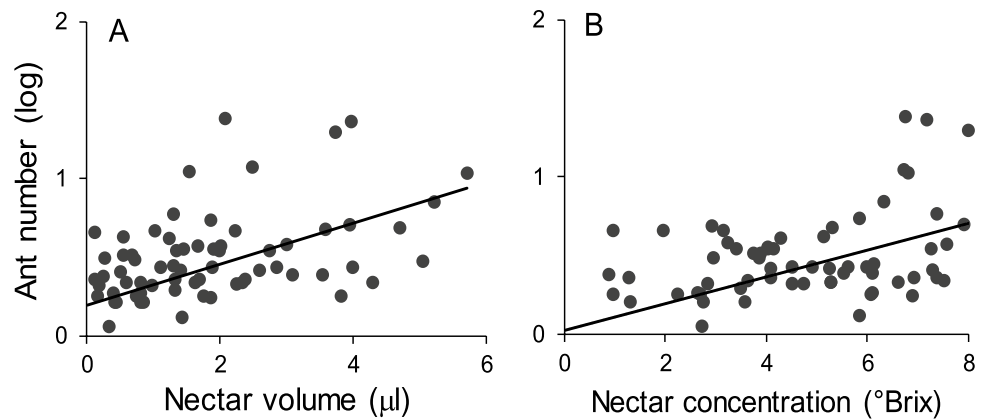 A
B
Ant number (log)
2
1
0
0 2 4 6
Nectar volume (µl)
2
1
0
0 2 4 6 8
Nectar concentration (°Brix)